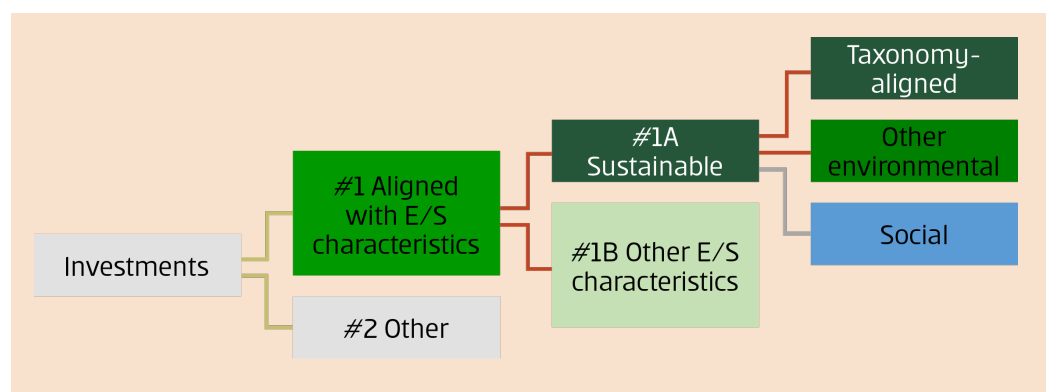 Investments
#1 Aligned
with E/S
characteristics
#2 Other
#1A
Sustainable
#1B Other E/S
characteristics
Taxonomy-
aligned
Other
environmental
Social